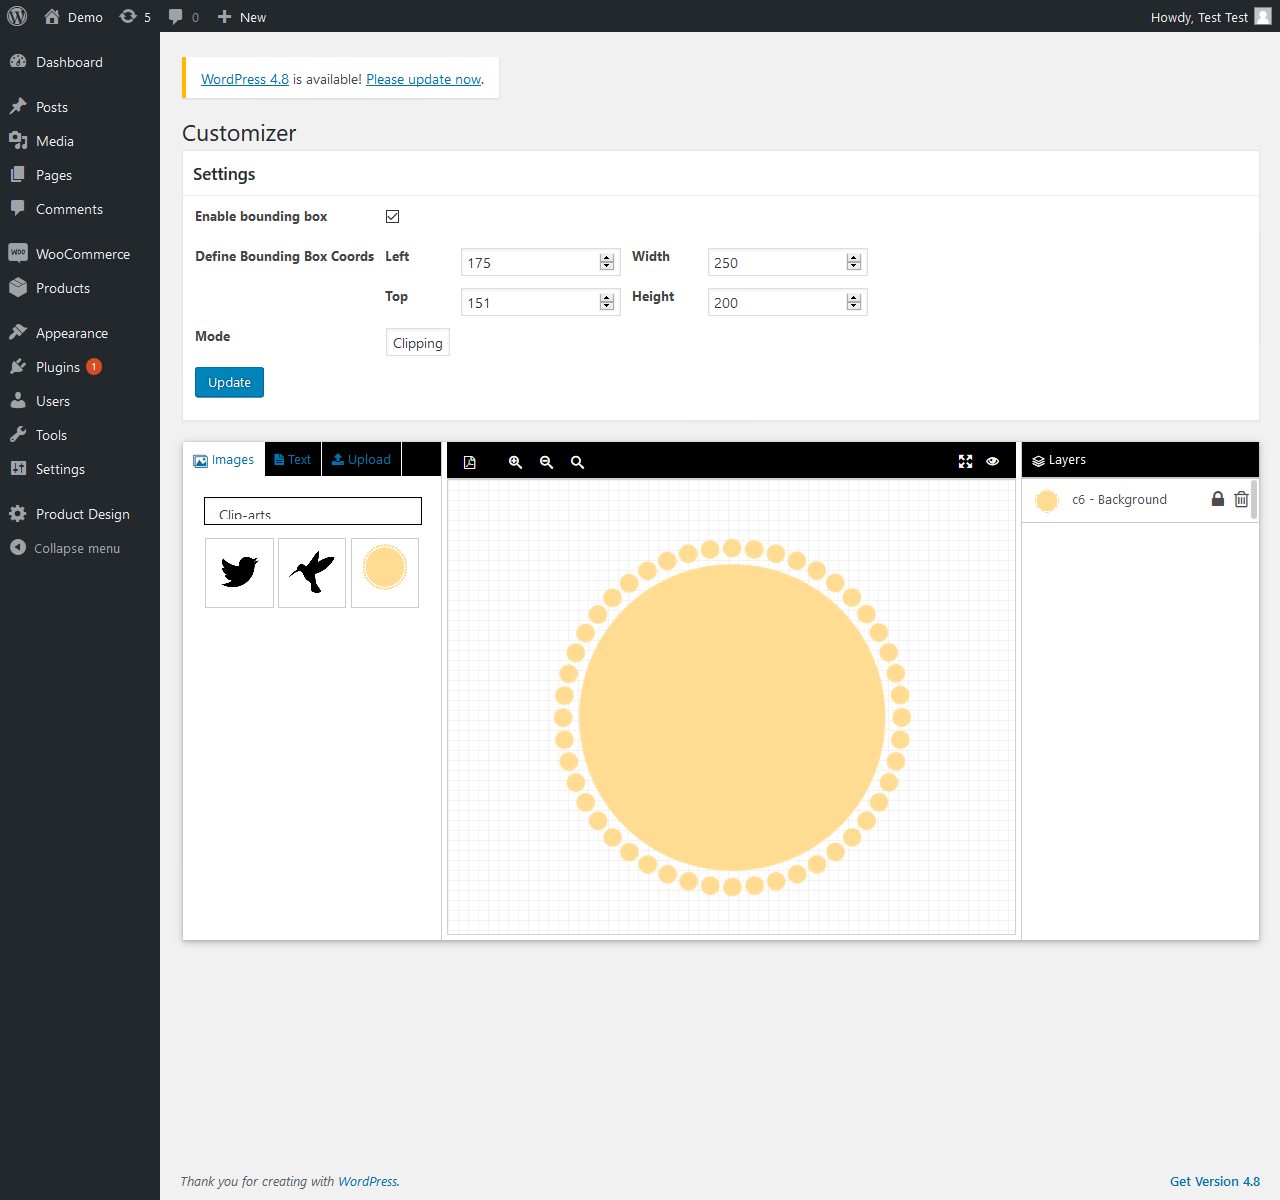 Demo 5 0 New
Howdy, Test Test
Dashboard
Posts
Media
Pages
Comments
WooCommerce
Products
Appearance
Plugins 1
Users
Tools
Settings
Product Design
Collapse menu
WordPress 4.8 is available! Please update now.
Customizer
Settings
Enable bounding box
Define Bounding Box Coords Left 175 Width 250
Top 151 Height 200
Mode Clipping
Update
Images Text Upload
Clip-arts
Layers
c6 - Background
Thank you for creating with WordPress.
Get Version 4.8